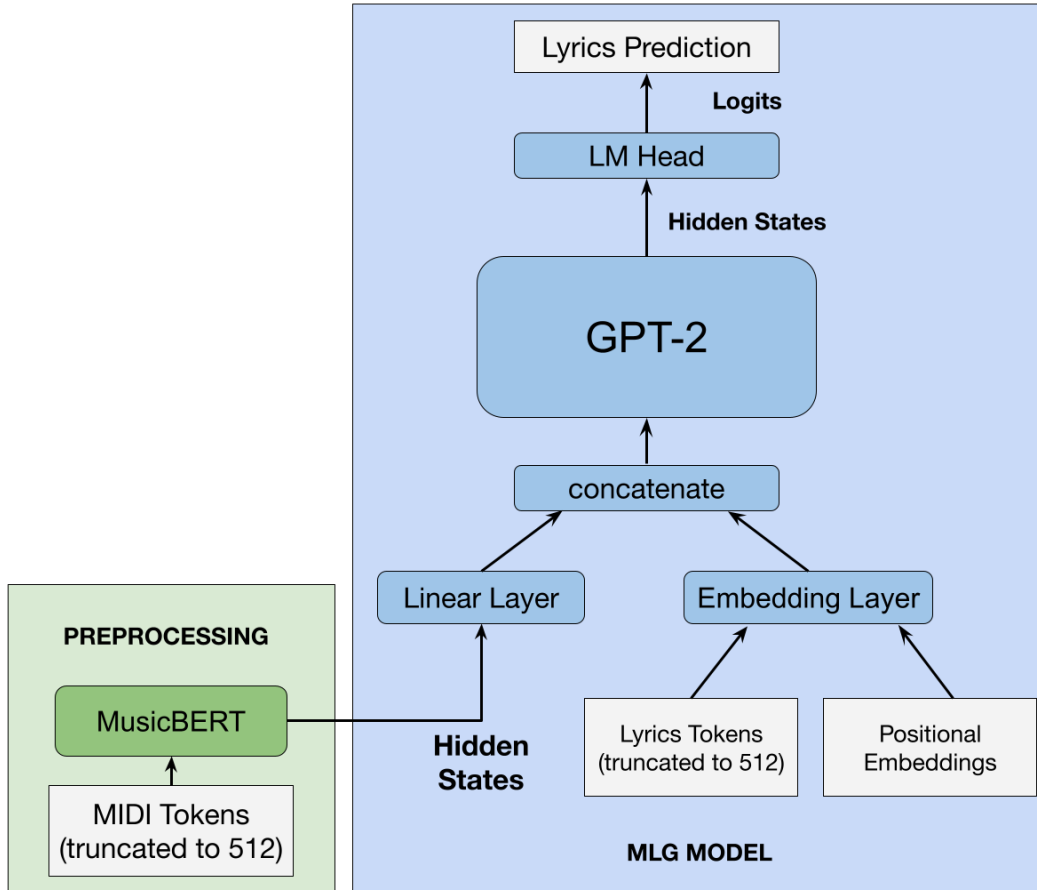 Lyrics Prediction
Logits
LM Head
Hidden States
GPT-2
concatenate
Linear Layer
Embedding Layer
PREPROCESSING
MusicBERT
Hidden
States
Lyrics Tokens
(truncated to 512)
Positional
Embeddings
MIDI Tokens
(truncated to 512)
MLG MODEL